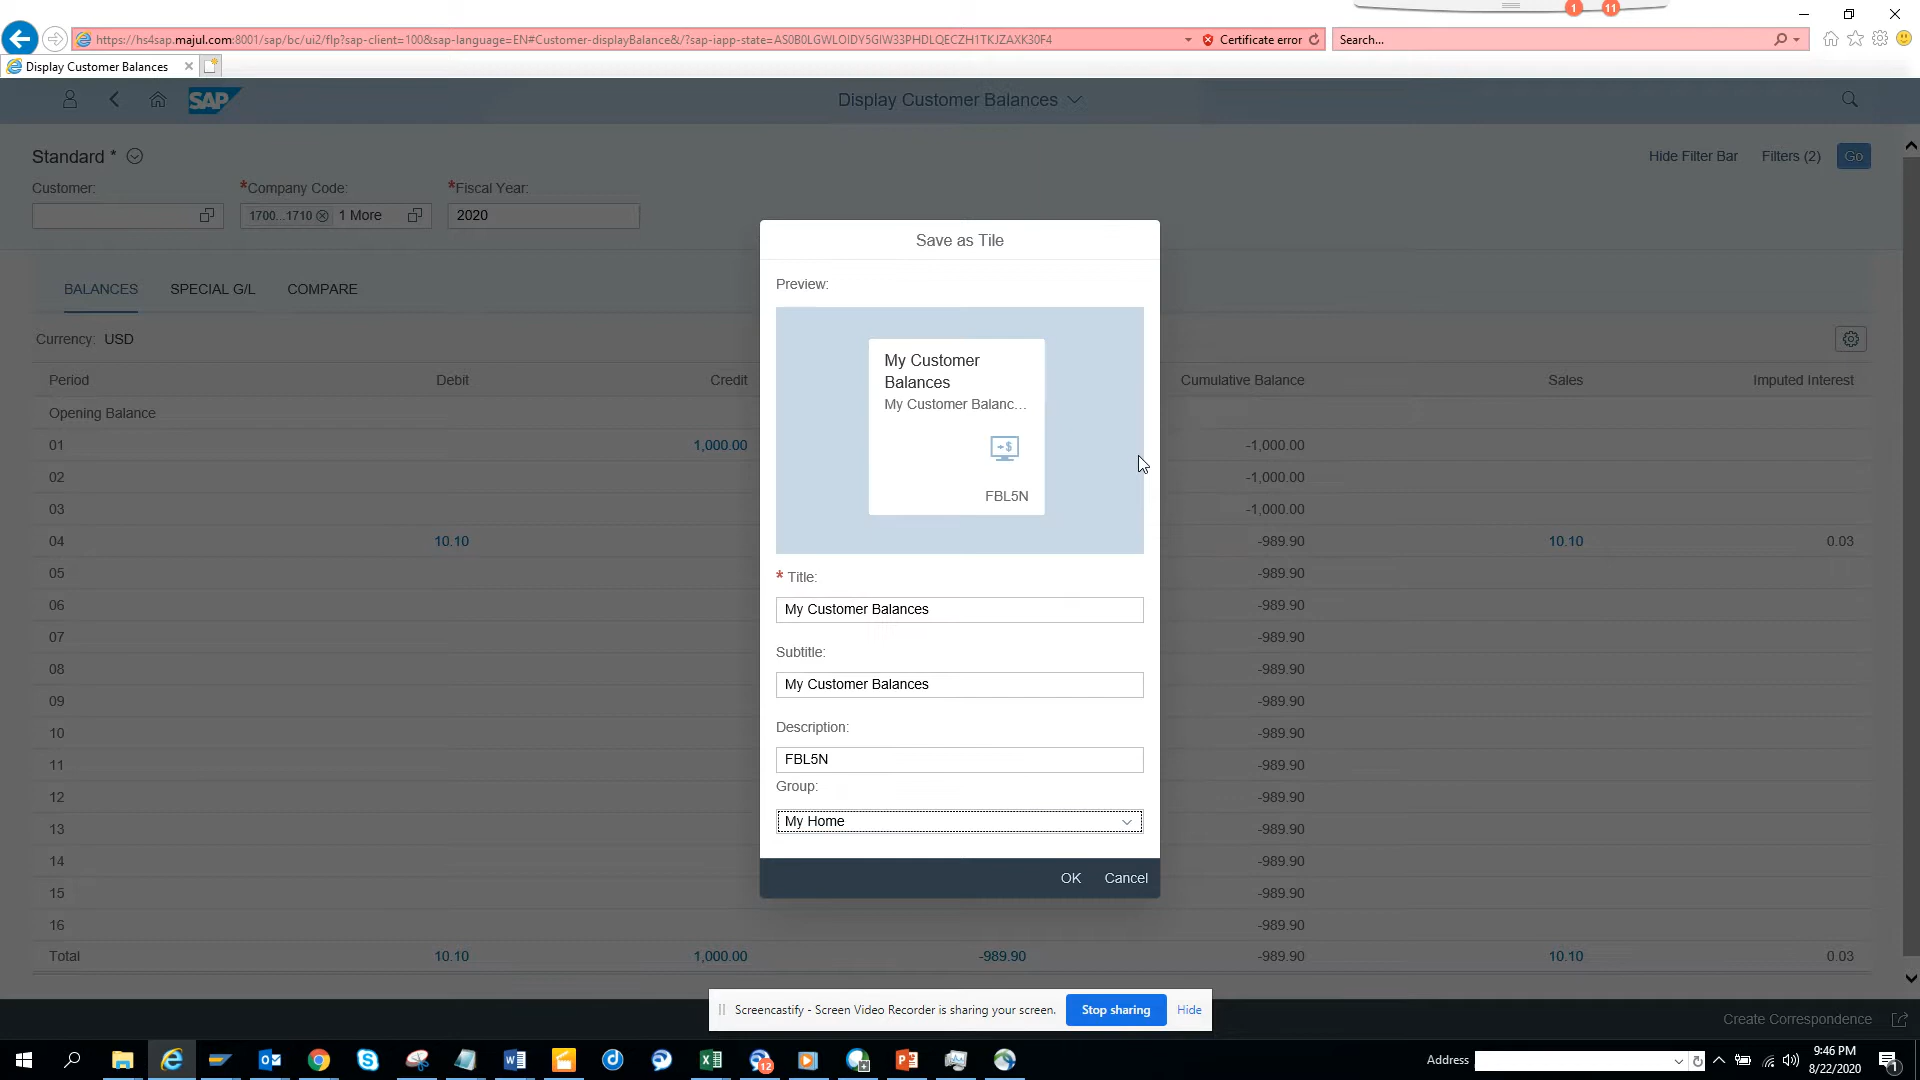 1
11
https://hs4sap.majul.com:8001/sap/bc/ui2/flp?sap-client=100&sap-language=EN#Customer-displayBalance&/?sap-iapp-state=AS0B0LGWLOIDY5GIW33PHDLQECZH1TKJZAXK30F4
Certificate error
Search...
Display Customer Balances
SAP
Display Customer Balances
Standard *
Hide Filter Bar
Filters (2)
Go
Customer:
*Company Code:
*Fiscal Year:
1700...1710
1 More
2020
BALANCES
SPECIAL G/L
COMPARE
Currency: USD
Period Debit Credit Cumulative Balance Sales Imputed Interest
Opening Balance
01 1,000.00 -1,000.00
02 -1,000.00
03 -1,000.00
04 10.10 -989.90 10.10 0.03
05 -989.90
06 -989.90
07 -989.90
08 -989.90
09 -989.90
10 -989.90
11 -989.90
12 -989.90
13 -989.90
14 -989.90
15 -989.90
16 -989.90
Total 10.10 1,000.00 -989.90 -989.90 10.10 0.03
Save as Tile
Preview:
My Customer
Balances
My Customer Balanc...
FBL5N
* Title:
My Customer Balances
Subtitle:
My Customer Balances
Description:
FBL5N
Group:
My Home
OK
Cancel
Screencastify - Screen Video Recorder is sharing your screen.
Stop sharing
Hide
Create Correspondence
12
Address
9:46 PM
8/22/2020
1